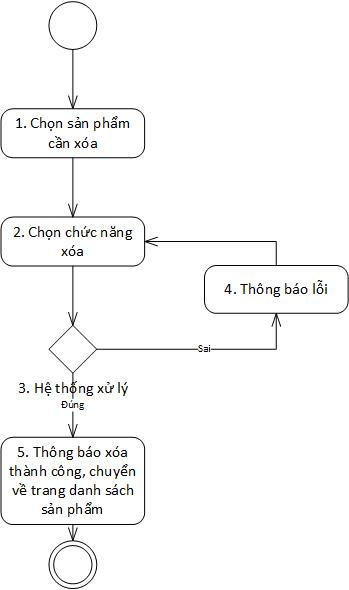 1. Chọn sản phẩm
cần xóa
2. Chọn chức năng
xóa
4. Thông báo lỗi
Sai
3. Hệ thống xử lý
Đúng
5. Thông báo xóa
thành công, chuyển
về trang danh sách
sản phẩm